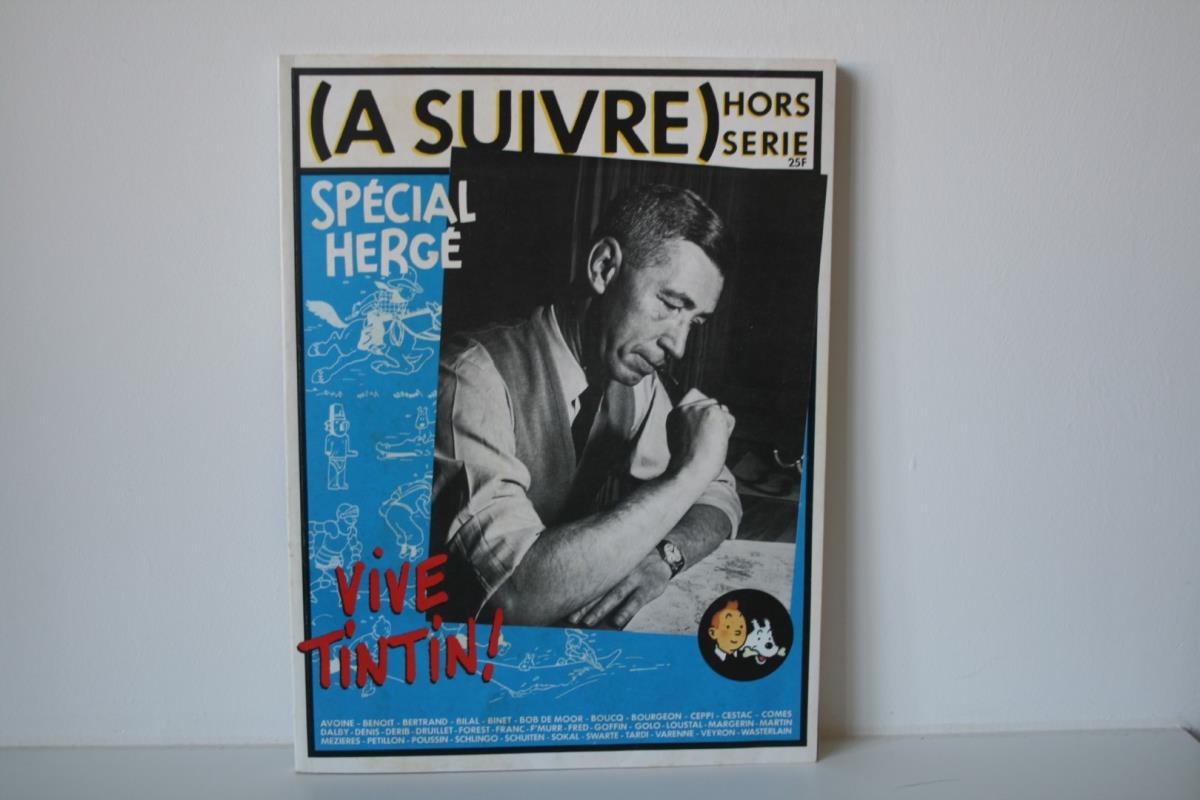 (A SUIVRE)
HORS
SERIE
25F
SPÉCIAL
HERGÉ
VIVE
TINTIN!
AVOINE - BENOIT - BERTRAND - BILAL - BINET - BOB DE MOOR - BOUCQ - BOURGEON - CEPPI - CESTAC - COMES
DALBY - DENIS - DERIB - DRUILLET - FOREST - FRANC - F'MURR - FRED - GOFFIN - GOLO - LOUSTAL - MARGERIN - MARTIN
MEZIERES - PETILLON - POUSSIN - SCHLINGO - SCHUITEN - SOKAL - SWARTE - TARDI - VARENNE - VEYRON - WASTERLAIN